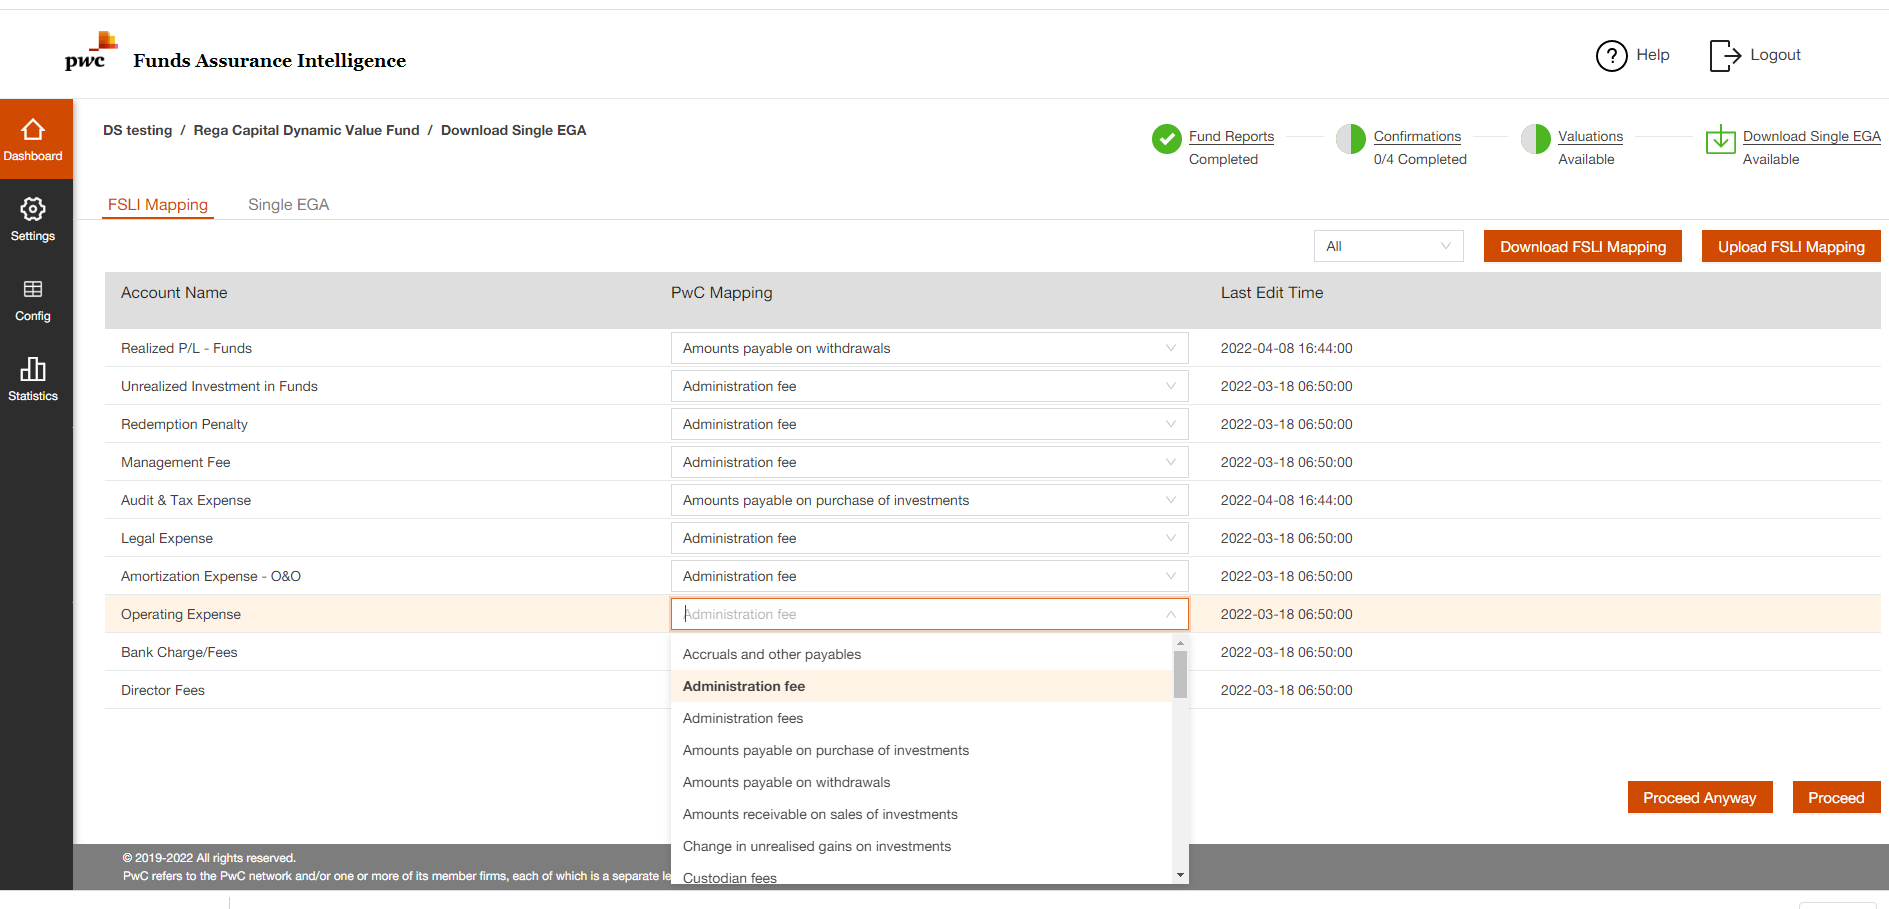 pwc
Funds Assurance Intelligence
? Help
Logout
Dashboard
Settings
Config
Statistics
DS testing / Rega Capital Dynamic Value Fund / Download Single EGA
Fund Reports
Completed
Confirmations
0/4 Completed
Valuations
Available
Download Single EGA
Available
FSLI Mapping Single EGA
All Download FSLI Mapping Upload FSLI Mapping
Account Name PwC Mapping Last Edit Time
Realized P/L - Funds Amounts payable on withdrawals 2022-04-08 16:44:00
Unrealized Investment in Funds Administration fee 2022-03-18 06:50:00
Redemption Penalty Administration fee 2022-03-18 06:50:00
Management Fee Administration fee 2022-03-18 06:50:00
Audit & Tax Expense Amounts payable on purchase of investments 2022-04-08 16:44:00
Legal Expense Administration fee 2022-03-18 06:50:00
Amortization Expense - O&O Administration fee 2022-03-18 06:50:00
Operating Expense Administration fee 2022-03-18 06:50:00
Bank Charge/Fees 2022-03-18 06:50:00
Director Fees 2022-03-18 06:50:00
Accruals and other payables
Administration fee
Administration fees
Amounts payable on purchase of investments
Amounts payable on withdrawals
Amounts receivable on sales of investments
Change in unrealised gains on investments
Custodian fees
Proceed Anyway Proceed
© 2019-2022 All rights reserved.
PwC refers to the PwC network and/or one or more of its member firms, each of which is a separate le